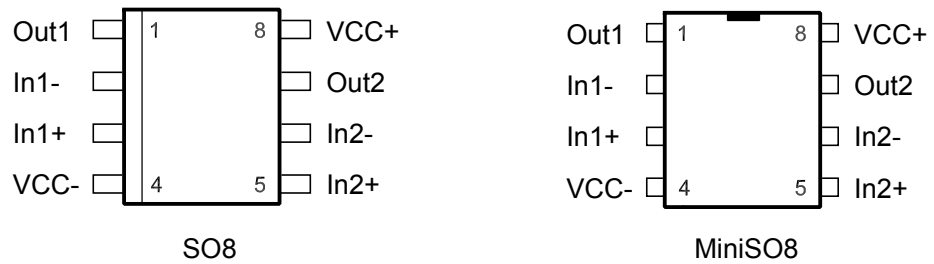 Out1 1 8 VCC+
In1- Out2
In1+ In2-
VCC- 4 5 In2+
SO8
Out1 1 8 VCC+
In1- Out2
In1+ In2-
VCC- 4 5 In2+
MiniSO8